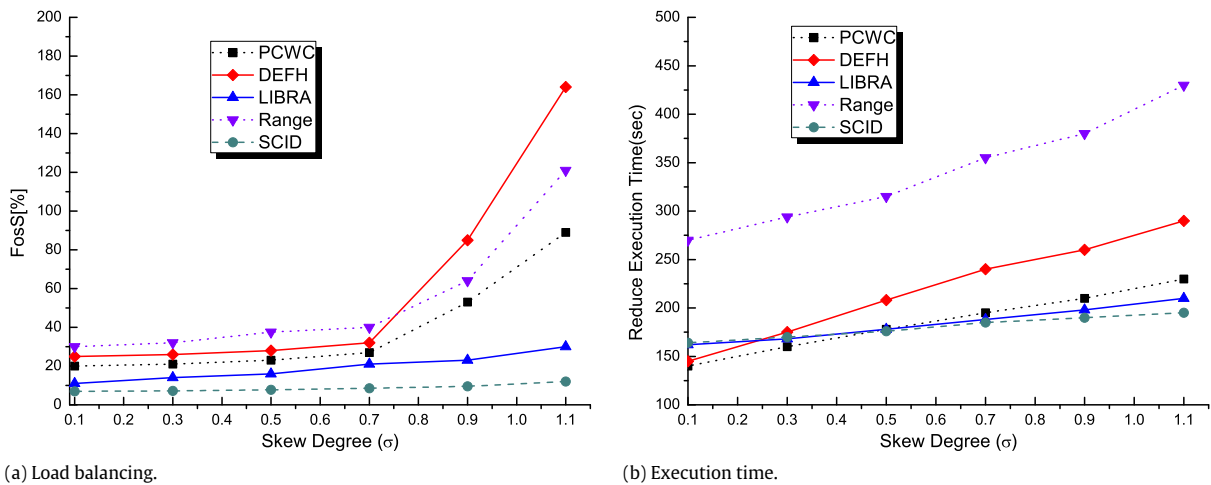 200
180
160
140
120
100
80
60
40
20
0
FosS[%]
PCWC
DEFH
LIBRA
Range
SCID
0.1 0.2 0.3 0.4 0.5 0.6 0.7 0.8 0.9 1.0 1.1
Skew Degree (σ)
(a) Load balancing.
500
450
400
350
300
250
200
150
100
Reduce Execution Time(sec)
PCWC
DEFH
LIBRA
Range
SCID
0.1 0.2 0.3 0.4 0.5 0.6 0.7 0.8 0.9 1.0 1.1
Skew Degree (σ)
(b) Execution time.